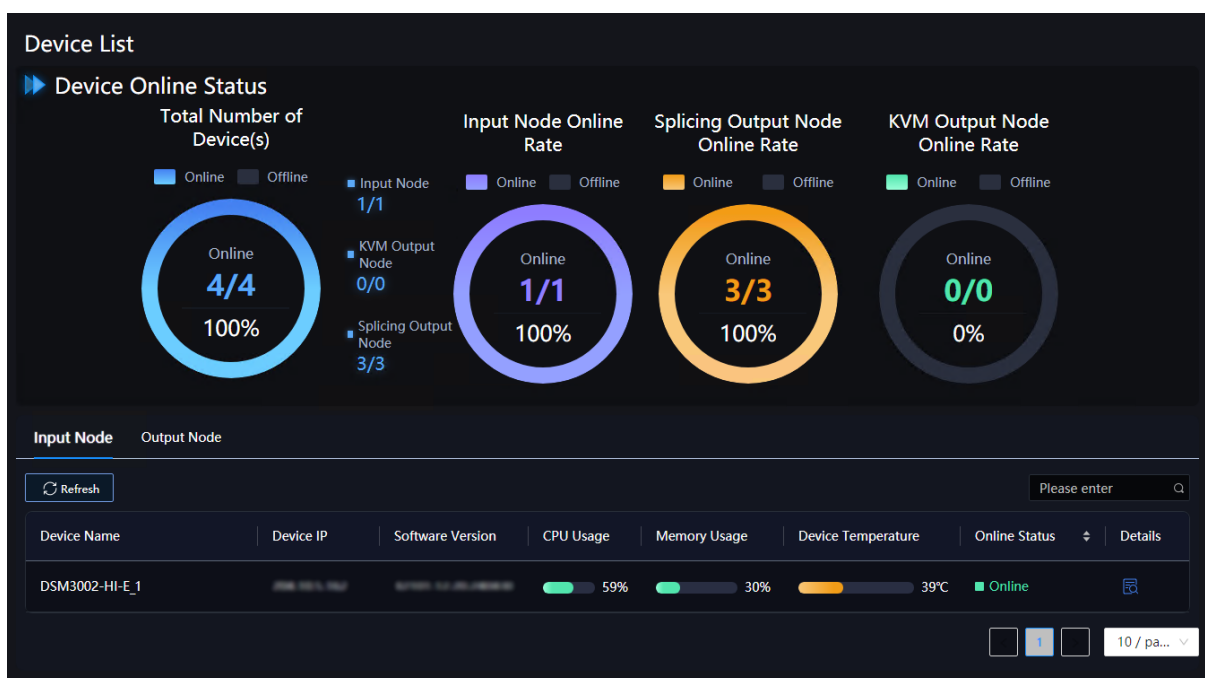 Device List
Device Online Status
Total Number of
Device(s)
Online Offline
Online
4/4
100%
Input Node
1/1
KVM Output
Node
0/0
Splicing Output
Node
3/3
Input Node Online
Rate
Online Offline
Online
1/1
100%
Splicing Output Node
Online Rate
Online Offline
Online
3/3
100%
KVM Output Node
Online Rate
Online Offline
Online
0/0
0%
Input Node Output Node
Refresh Please enter
Device Name Device IP Software Version CPU Usage Memory Usage Device Temperature Online Status Details
DSM3002-HI-E_1 59% 30% 39℃ Online
1 10 / pa...